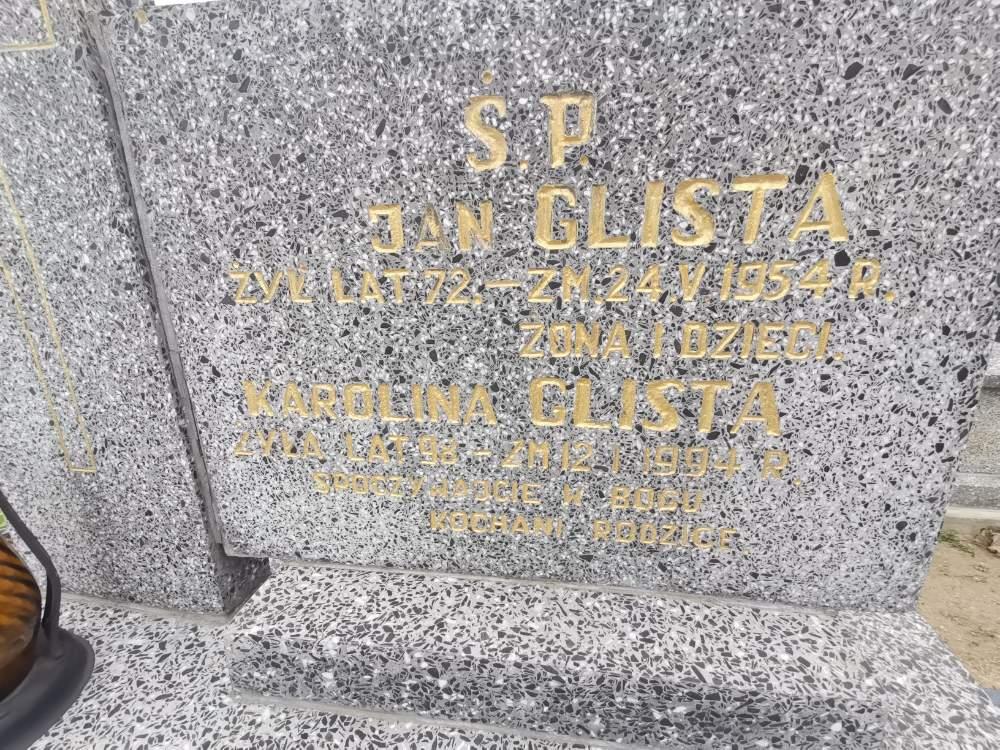 Ś. P.
JAN GLISTA
ŻYŁ LAT 72.-ZM. 24.V. 1954 R.
ŻONA I DZIECI.
KAROLINA GLISTA
ŻYŁA LAT 98 - ZM 12 I 1994 R.
SPOCZYWAJCIE W BOGU
KOCHANI RODZICE.